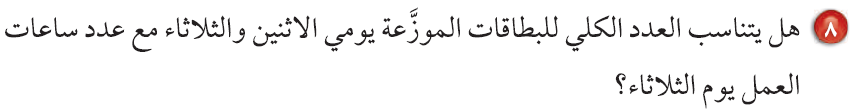 ٨ هل يتناسب العدد الكلي للبطاقات الموزَّعة يومي الاثنين والثلاثاء مع عدد ساعات
العمل يوم الثلاثاء؟